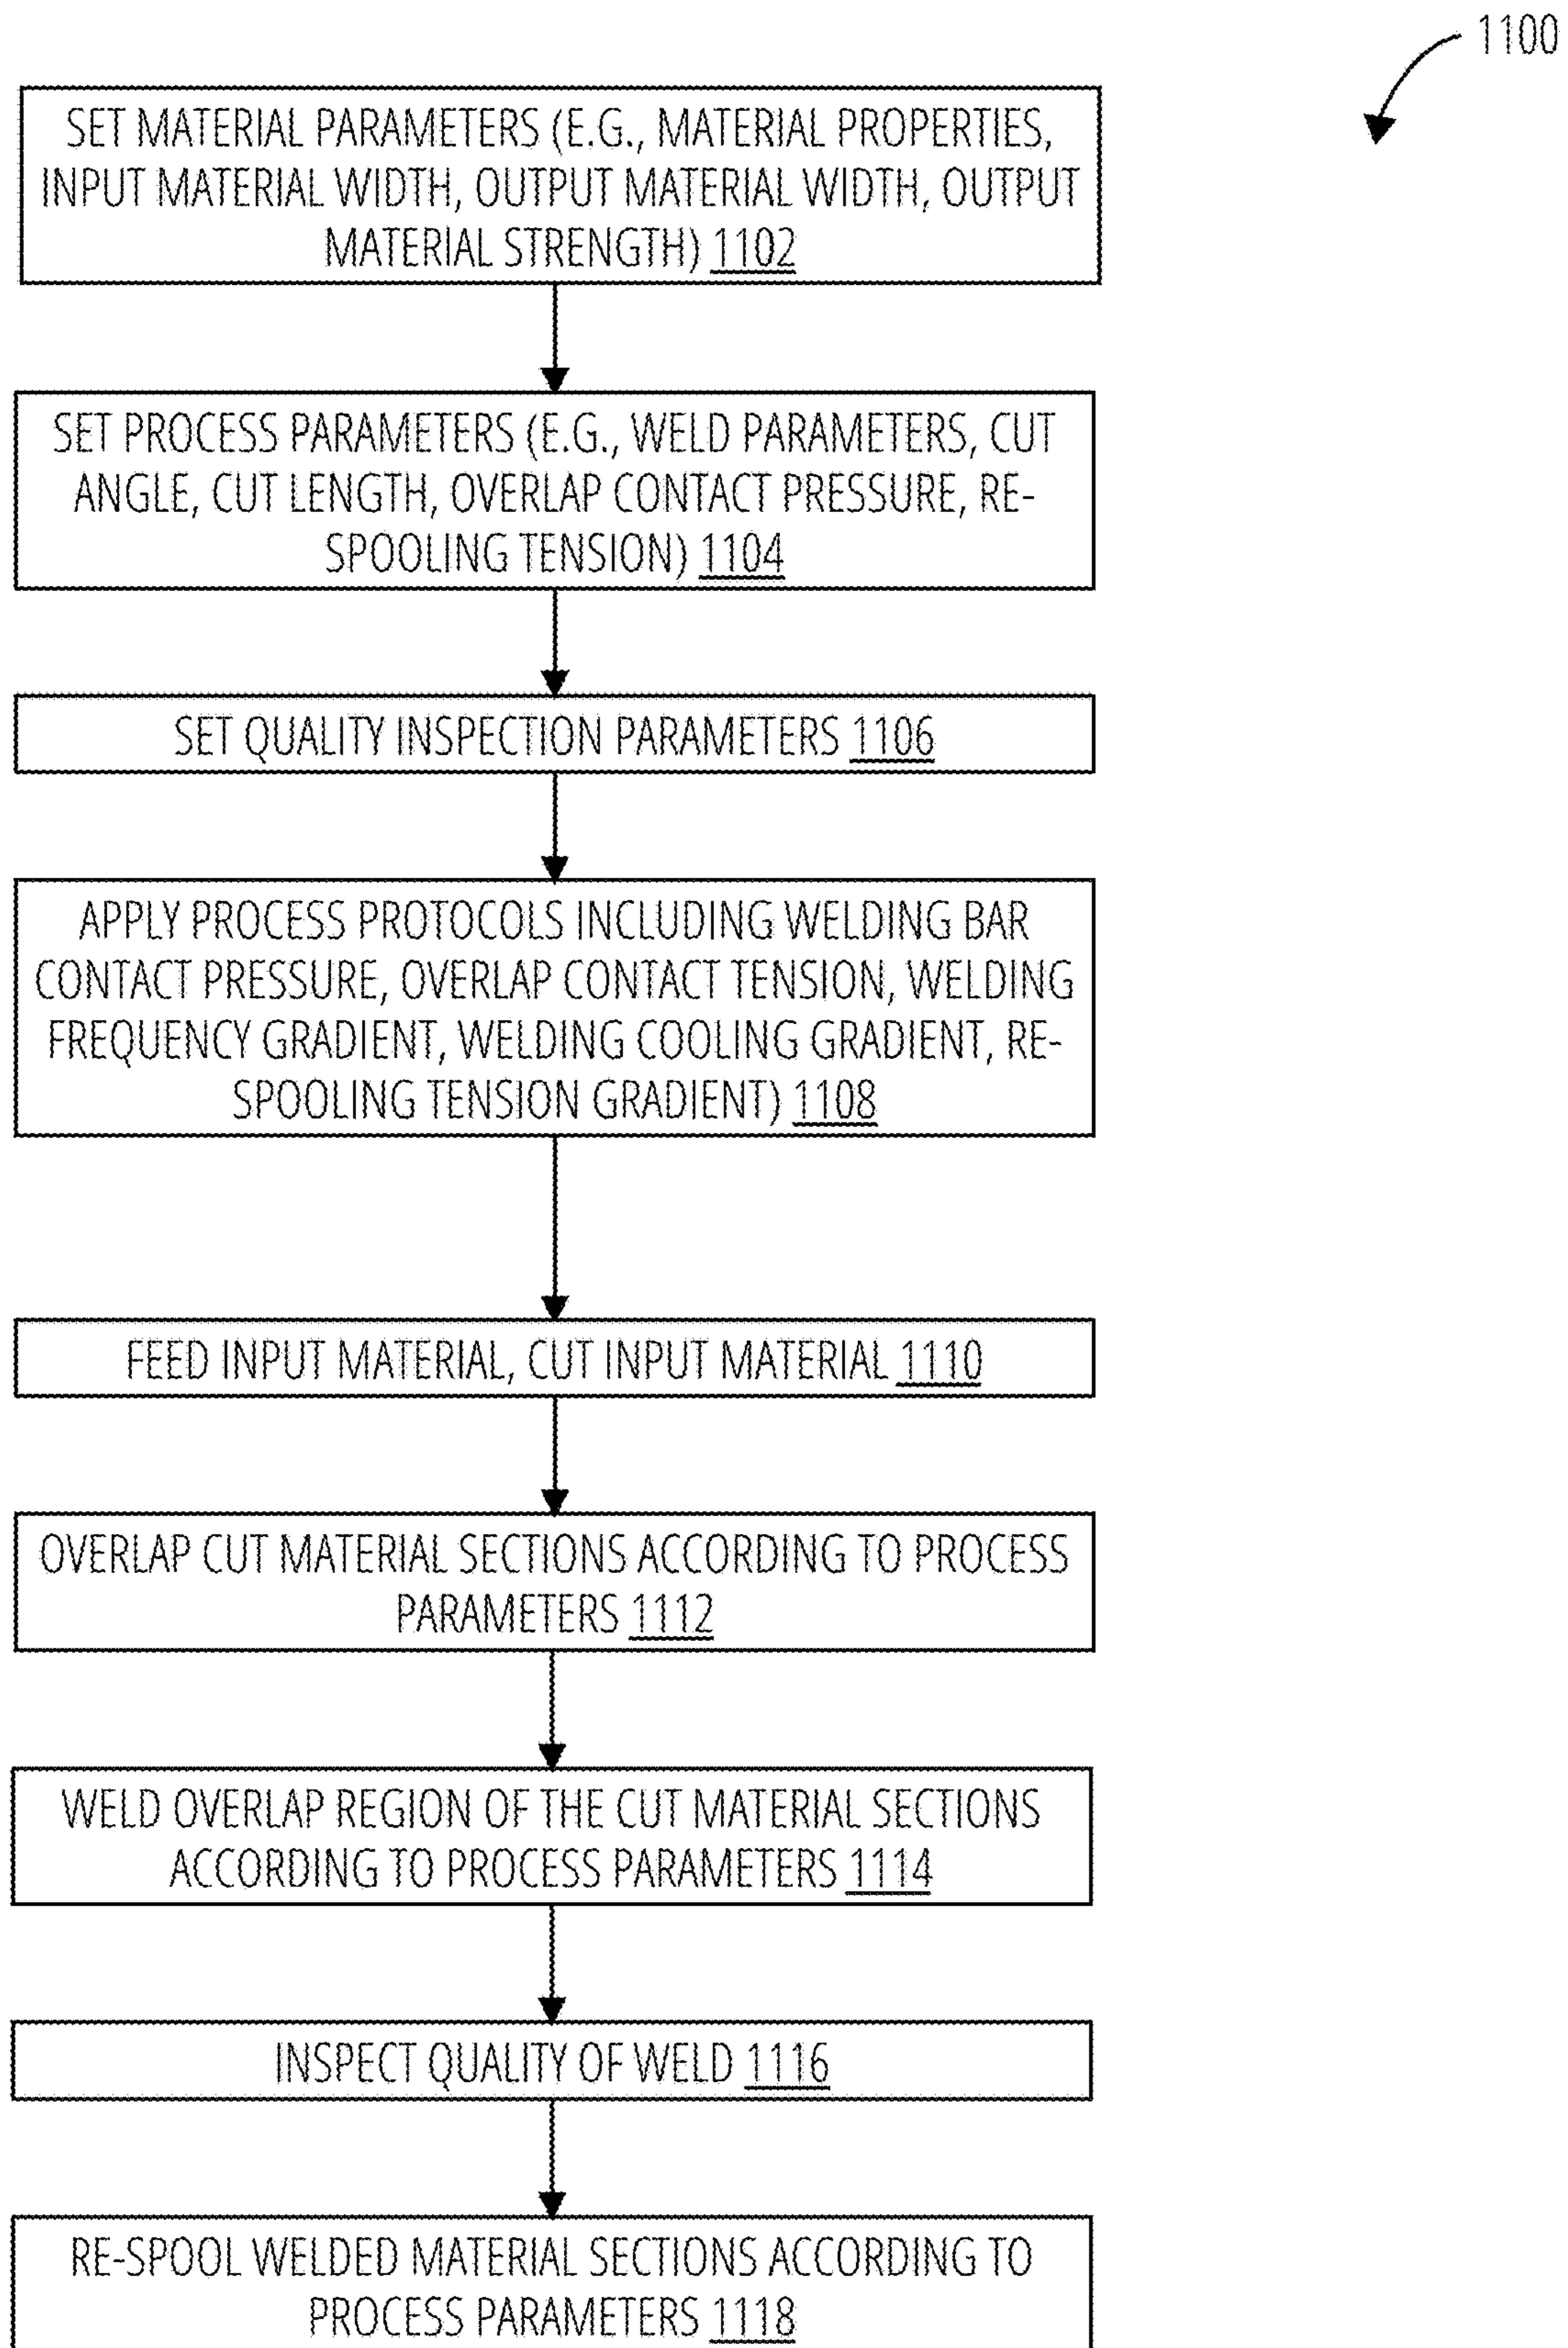 1100
SET MATERIAL PARAMETERS (E.G., MATERIAL PROPERTIES,
INPUT MATERIAL WIDTH, OUTPUT MATERIAL WIDTH, OUTPUT
MATERIAL STRENGTH) 1102
SET PROCESS PARAMETERS (E.G., WELD PARAMETERS, CUT
ANGLE, CUT LENGTH, OVERLAP CONTACT PRESSURE, RE-
SPOOLING TENSION) 1104
SET QUALITY INSPECTION PARAMETERS 1106
APPLY PROCESS PROTOCOLS INCLUDING WELDING BAR
CONTACT PRESSURE, OVERLAP CONTACT TENSION, WELDING
FREQUENCY GRADIENT, WELDING COOLING GRADIENT, RE-
SPOOLING TENSION GRADIENT) 1108
FEED INPUT MATERIAL, CUT INPUT MATERIAL 1110
OVERLAP CUT MATERIAL SECTIONS ACCORDING TO PROCESS
PARAMETERS 1112
WELD OVERLAP REGION OF THE CUT MATERIAL SECTIONS
ACCORDING TO PROCESS PARAMETERS 1114
INSPECT QUALITY OF WELD 1116
RE-SPOOL WELDED MATERIAL SECTIONS ACCORDING TO
PROCESS PARAMETERS 1118